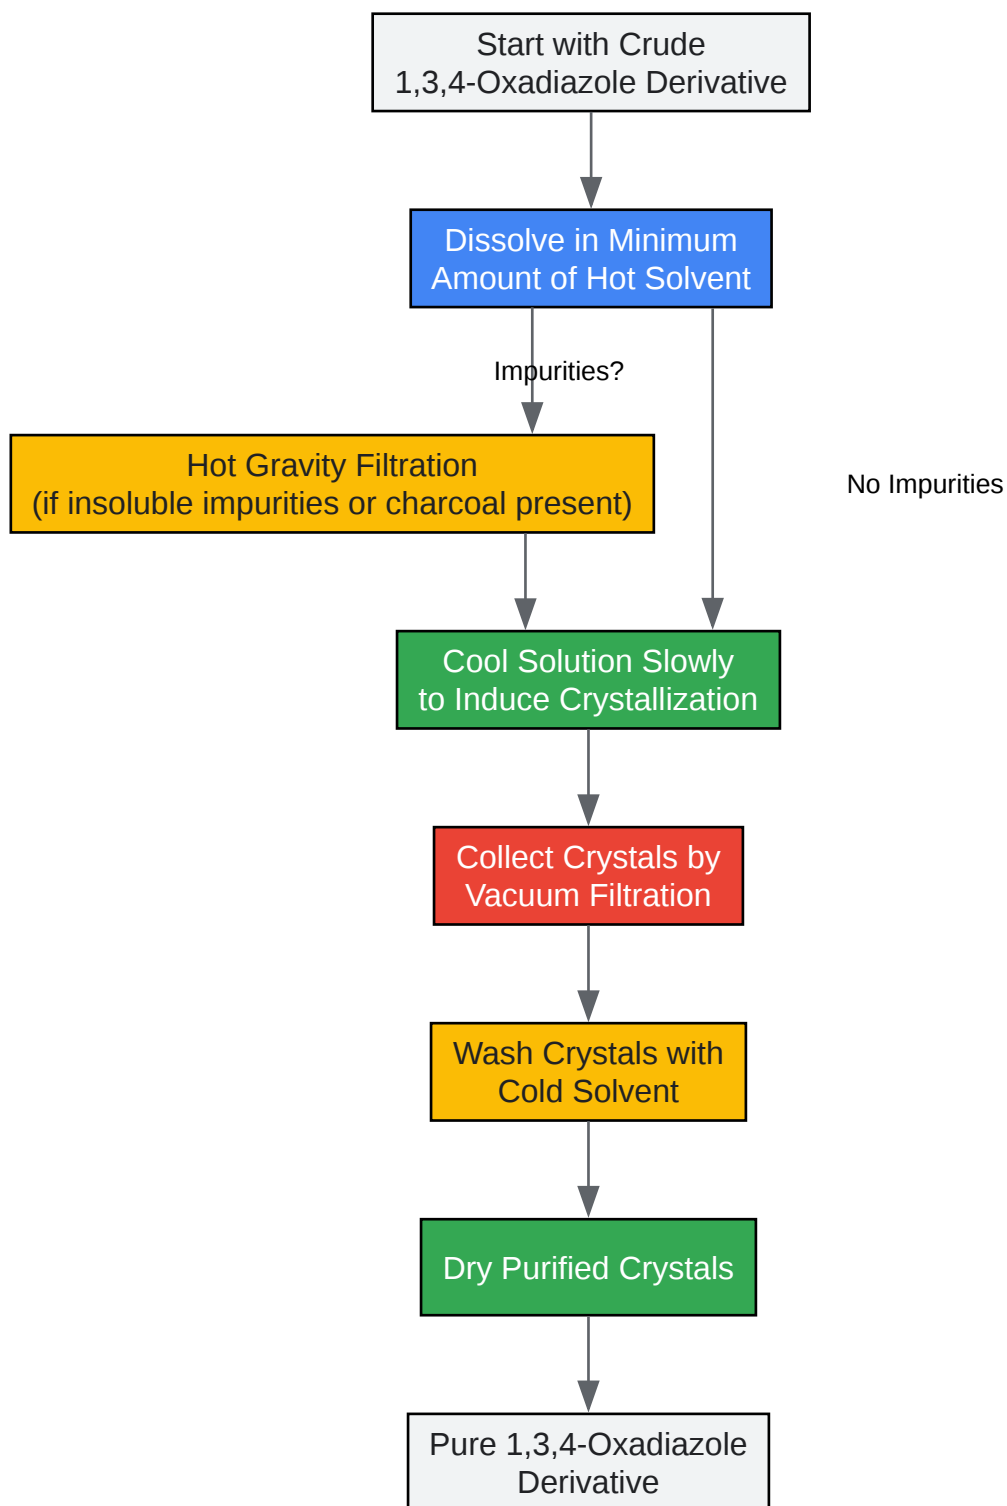 Start with Crude
1,3,4-Oxadiazole Derivative
Dissolve in Minimum
Amount of Hot Solvent
Impurities?
Hot Gravity Filtration
(if insoluble impurities or charcoal present)
No Impurities
Cool Solution Slowly
to Induce Crystallization
Collect Crystals by
Vacuum Filtration
Wash Crystals with
Cold Solvent
Dry Purified Crystals
Pure 1,3,4-Oxadiazole
Derivative